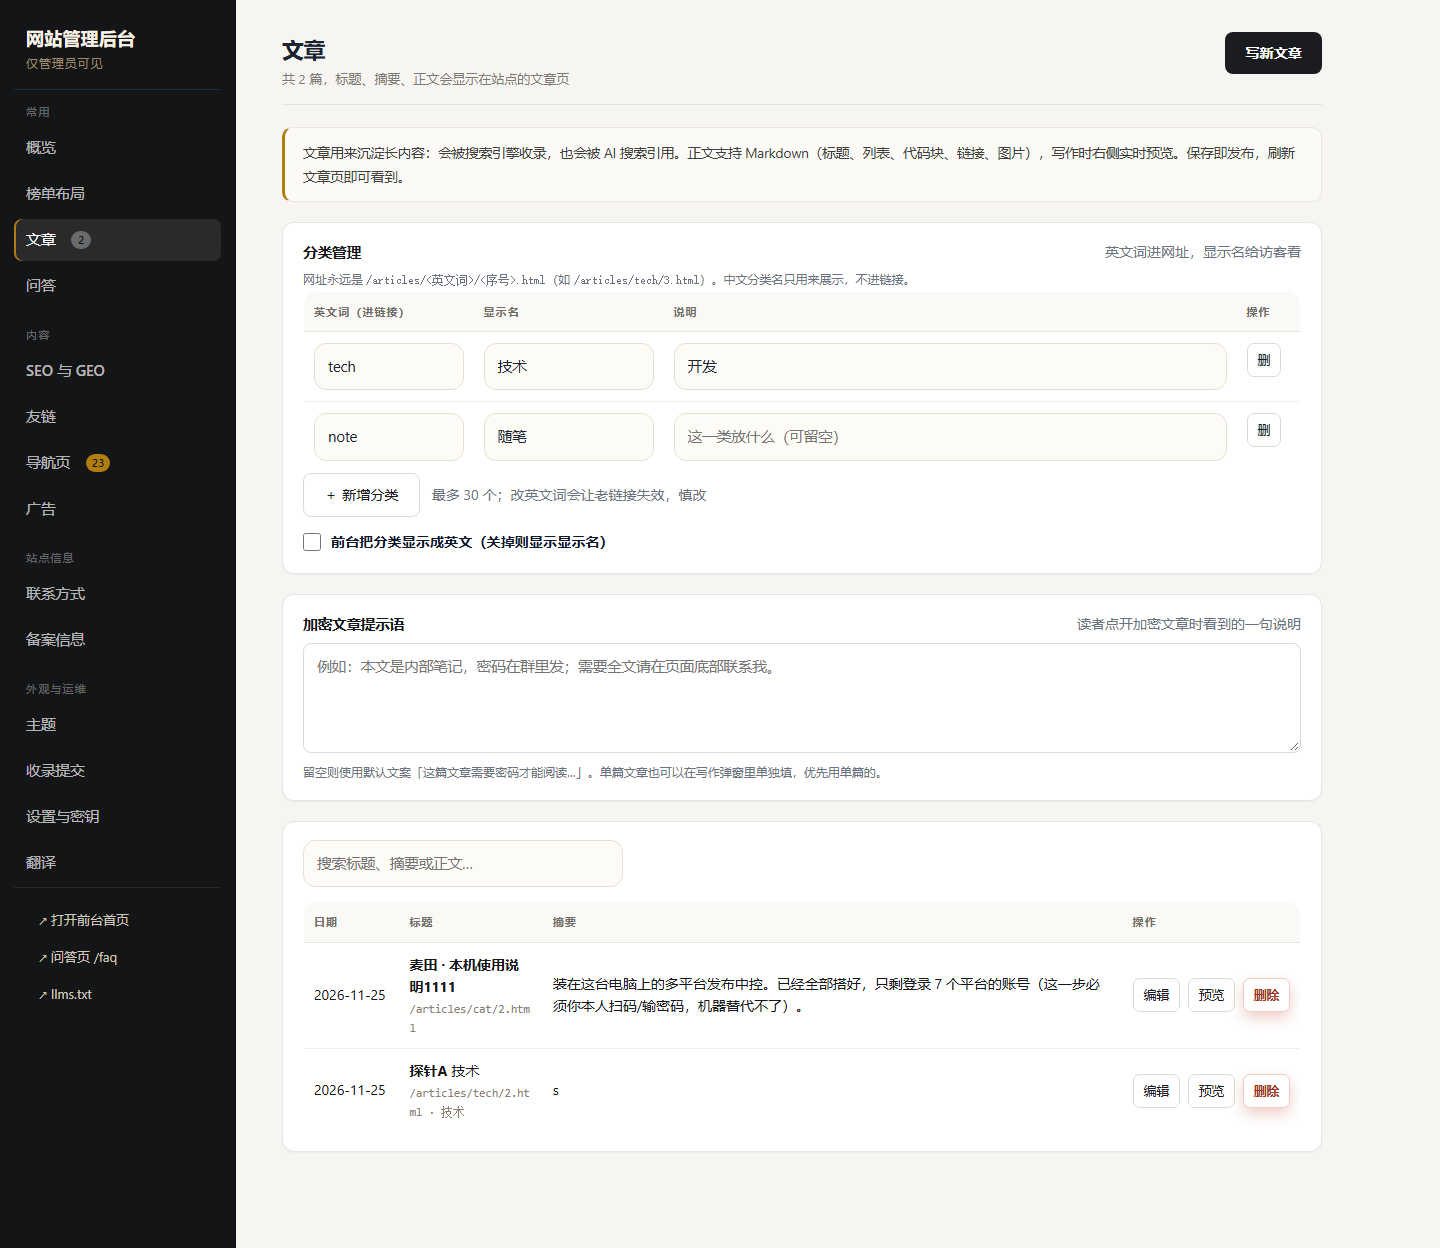 网站管理后台
仅管理员可见
常用
概览
榜单布局
文章 2
问答
内容
SEO 与 GEO
友链
导航页 23
广告
站点信息
联系方式
备案信息
外观与运维
主题
收录提交
设置与密钥
翻译
↗ 打开前台首页
↗ 问答页 /faq
↗ llms.txt
文章
共 2 篇，标题、摘要、正文会显示在站点的文章页
写新文章
文章用来沉淀长内容：会被搜索引擎收录，也会被 AI 搜索引用。正文支持 Markdown（标题、列表、代码块、链接、图片），写作时右侧实时预览。保存即发布，刷新
文章页即可看到。
分类管理
英文词进网址，显示名给访客看
网址永远是 /articles/<英文词>/<序号>.html（如 /articles/tech/3.html）。中文分类名只用来展示，不进链接。
英文词（进链接） 显示名 说明 操作
tech 技术 开发 删
note 随笔 这一类放什么（可留空） 删
+ 新增分类 最多 30 个；改英文词会让老链接失效，慎改
前台把分类显示成英文（关掉则显示显示名）
加密文章提示语
读者点开加密文章时看到的一句说明
例如：本文是内部笔记，密码在群里发；需要全文请在页面底部联系我。
留空则使用默认文案「这篇文章需要密码才能阅读…」。单篇文章也可以在写作弹窗里单独填，优先用单篇的。
搜索标题、摘要或正文…
日期 标题 摘要 操作
2026-11-25
麦田 · 本机使用说
明1111
/articles/cat/2.htm
l
装在这台电脑上的多平台发布中控。已经全部搭好，只剩登录 7 个平台的账号（这一步必
须你本人扫码/输密码，机器替代不了）。
编辑 预览 删除
2026-11-25
探针A 技术
/articles/tech/2.ht
ml · 技术
s
编辑 预览 删除